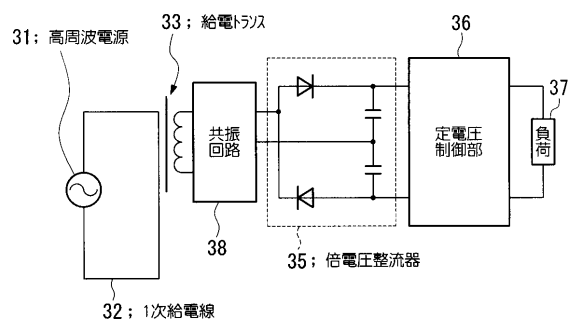 31；高周波電源
33；給電トランス
36
37
共振
回路
定電圧
制御部
負荷
38
35；倍電圧整流器
32；1次給電線